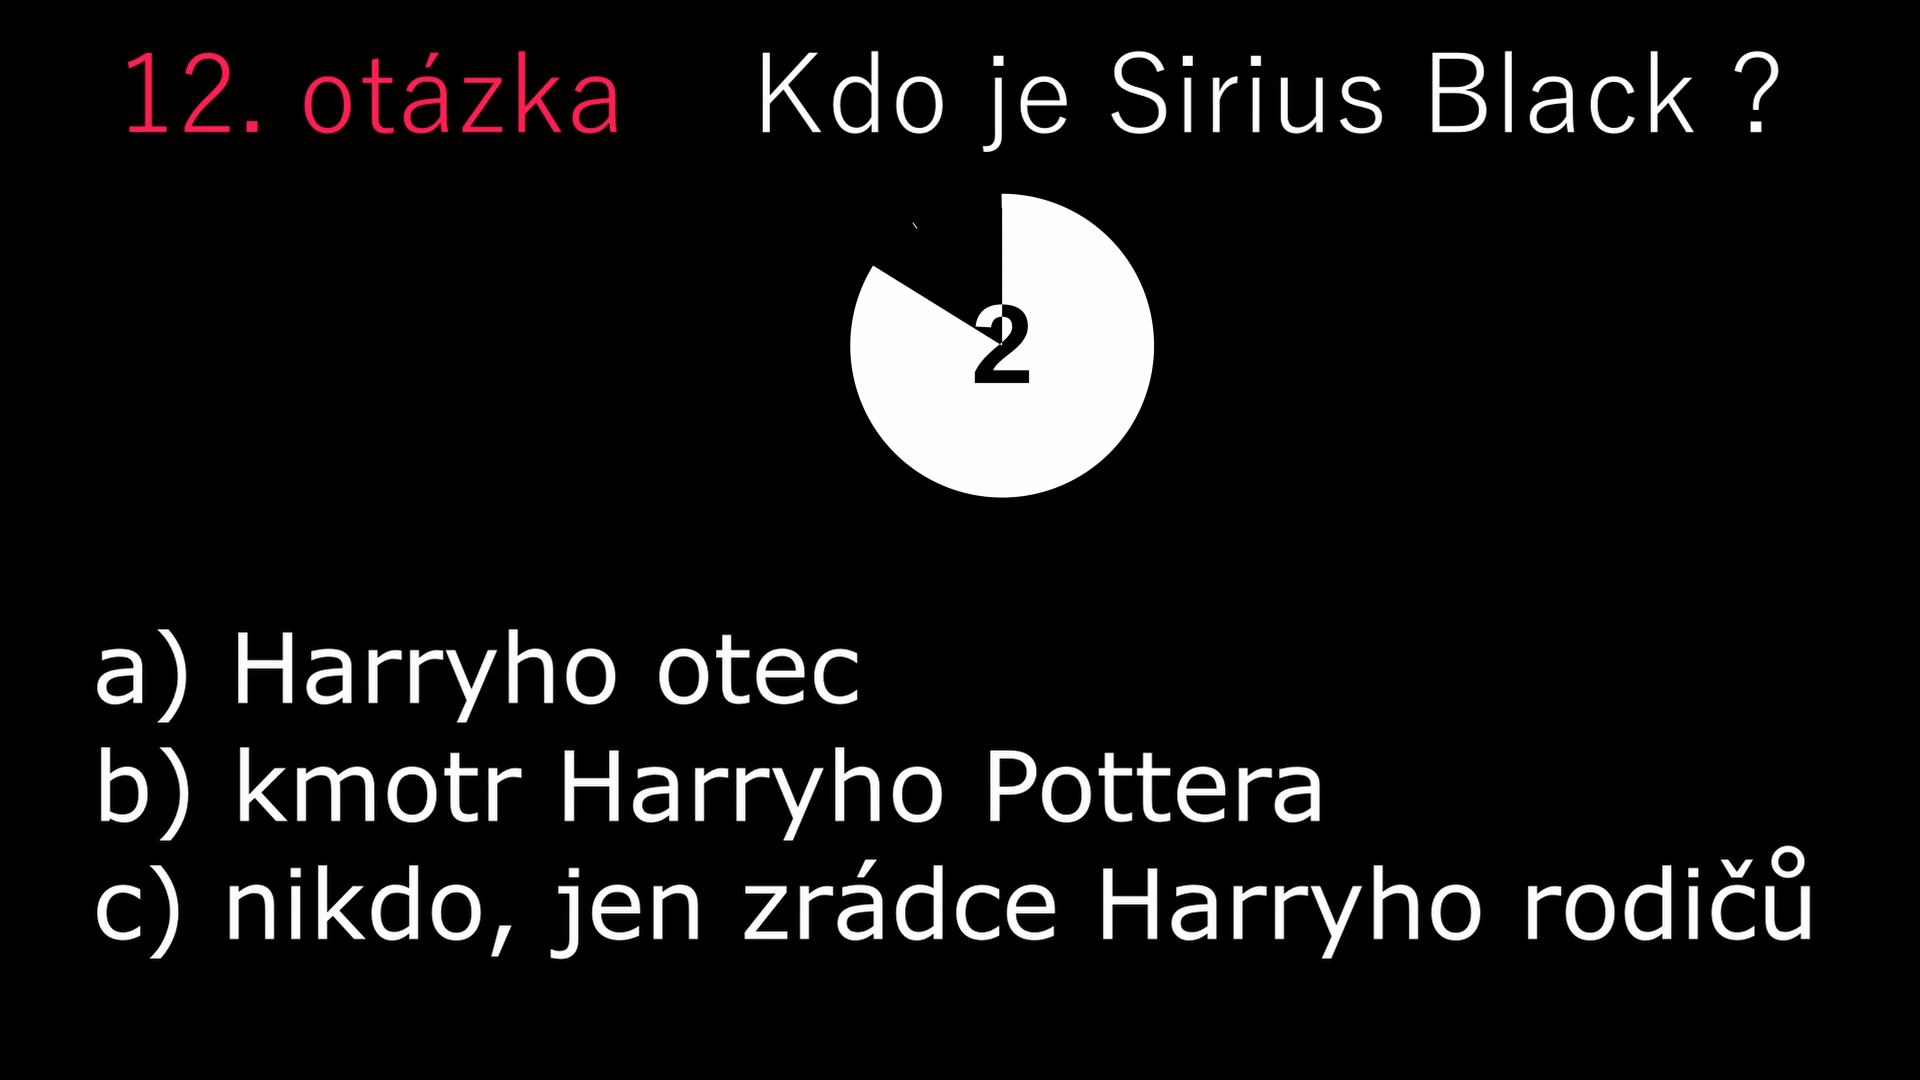 12. otázka Kdo je Sirius Black ?
2
a) Harryho otec
b) kmotr Harryho Pottera
c) nikdo, jen zrádce Harryho rodičů